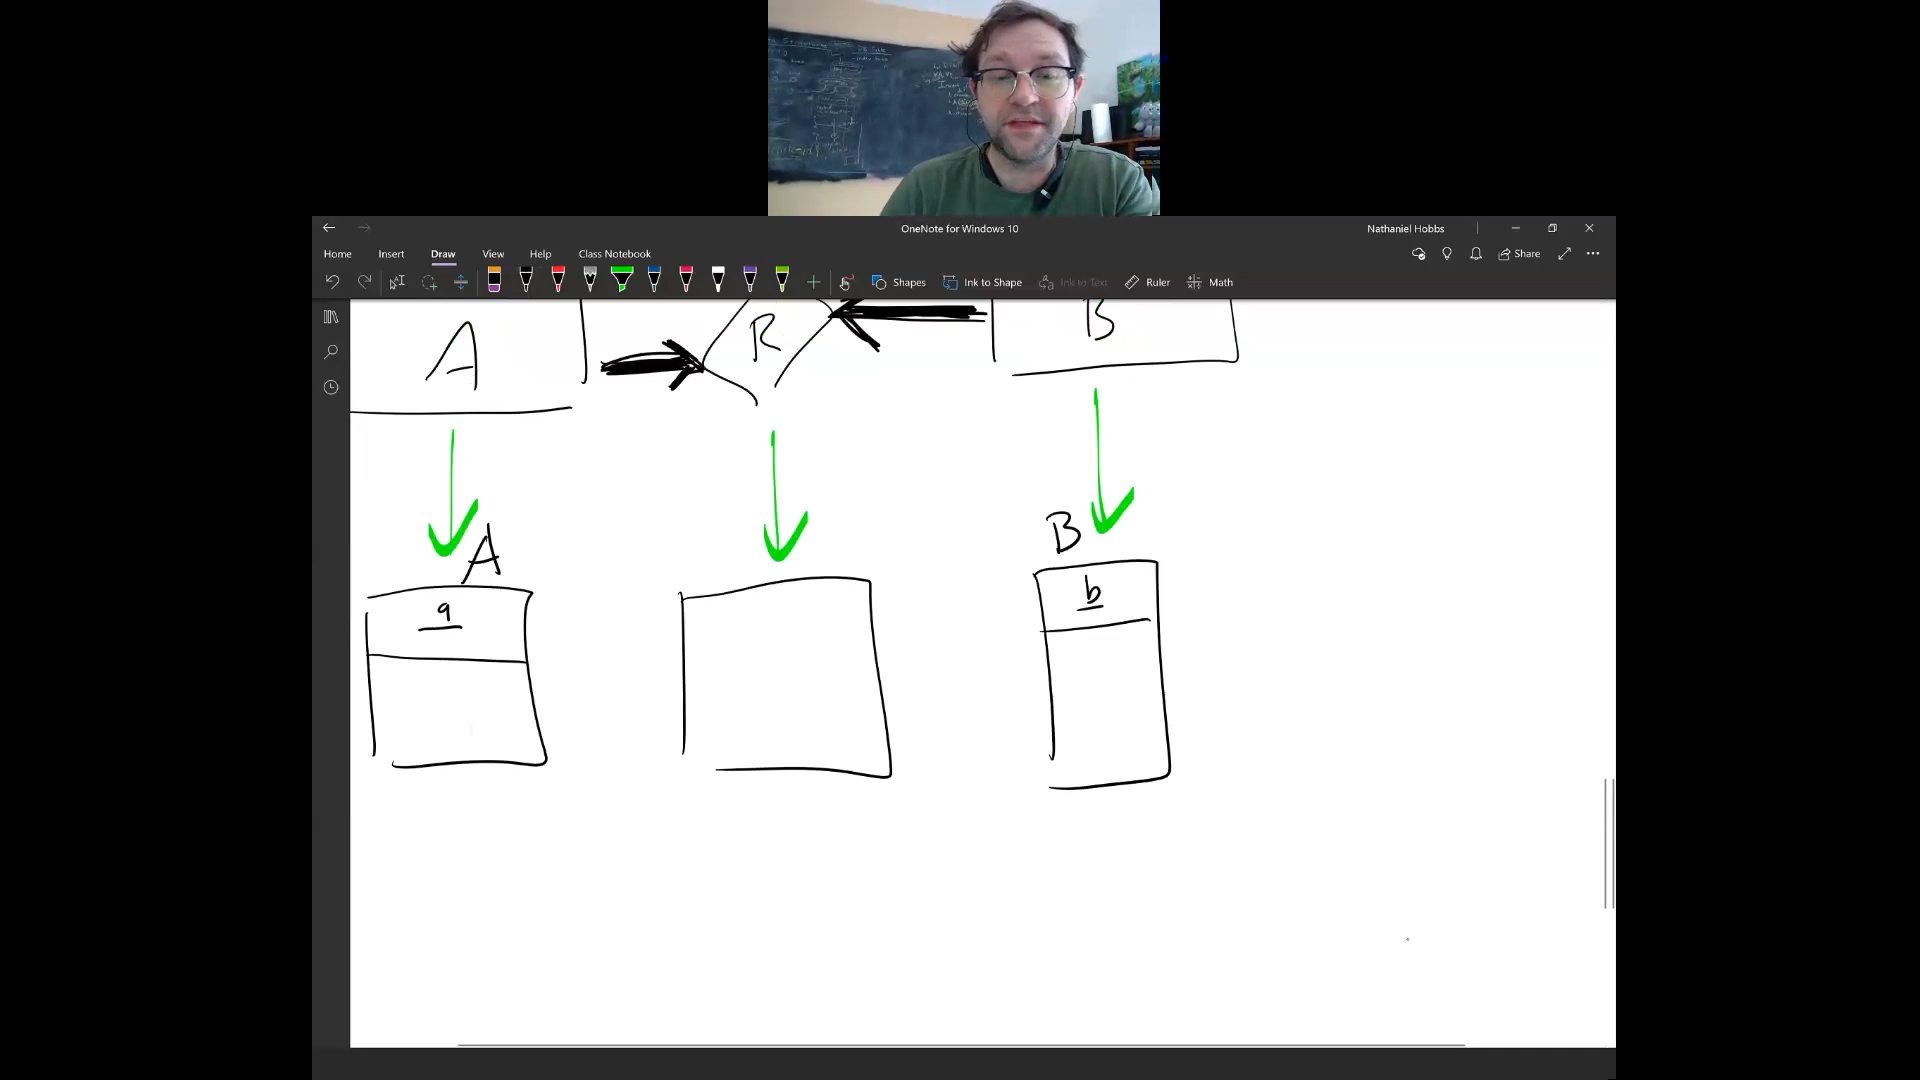 OneNote for Windows 10
Nathaniel Hobbs
Home Insert Draw View Help Class Notebook
Share
Shapes Ink to Shape Ink to Text Ruler Math
A R B
A B
a b